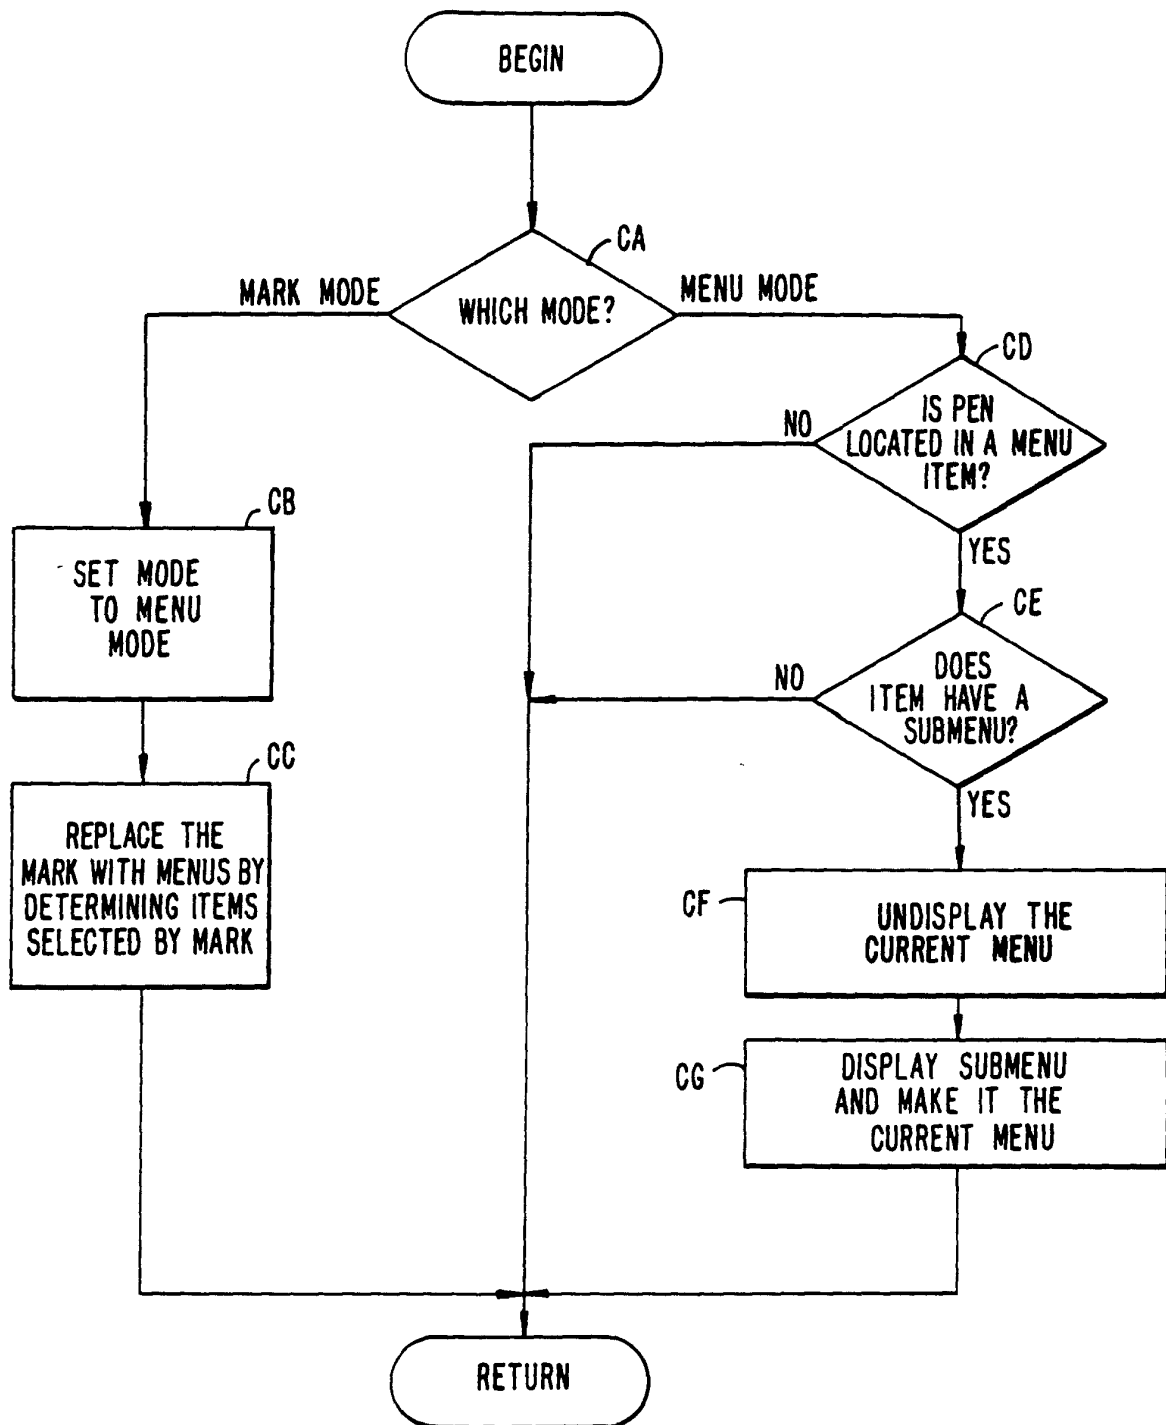 BEGIN
CA
MARK MODE
WHICH MODE?
MENU MODE
CD
IS PEN
LOCATED IN A MENU
ITEM?
NO
YES
CB
SET MODE
TO MENU
MODE
CE
DOES
ITEM HAVE A
SUBMENU?
NO
YES
CC
REPLACE THE
MARK WITH MENUS BY
DETERMINING ITEMS
SELECTED BY MARK
CF
UNDISPLAY THE
CURRENT MENU
CG
DISPLAY SUBMENU
AND MAKE IT THE
CURRENT MENU
RETURN